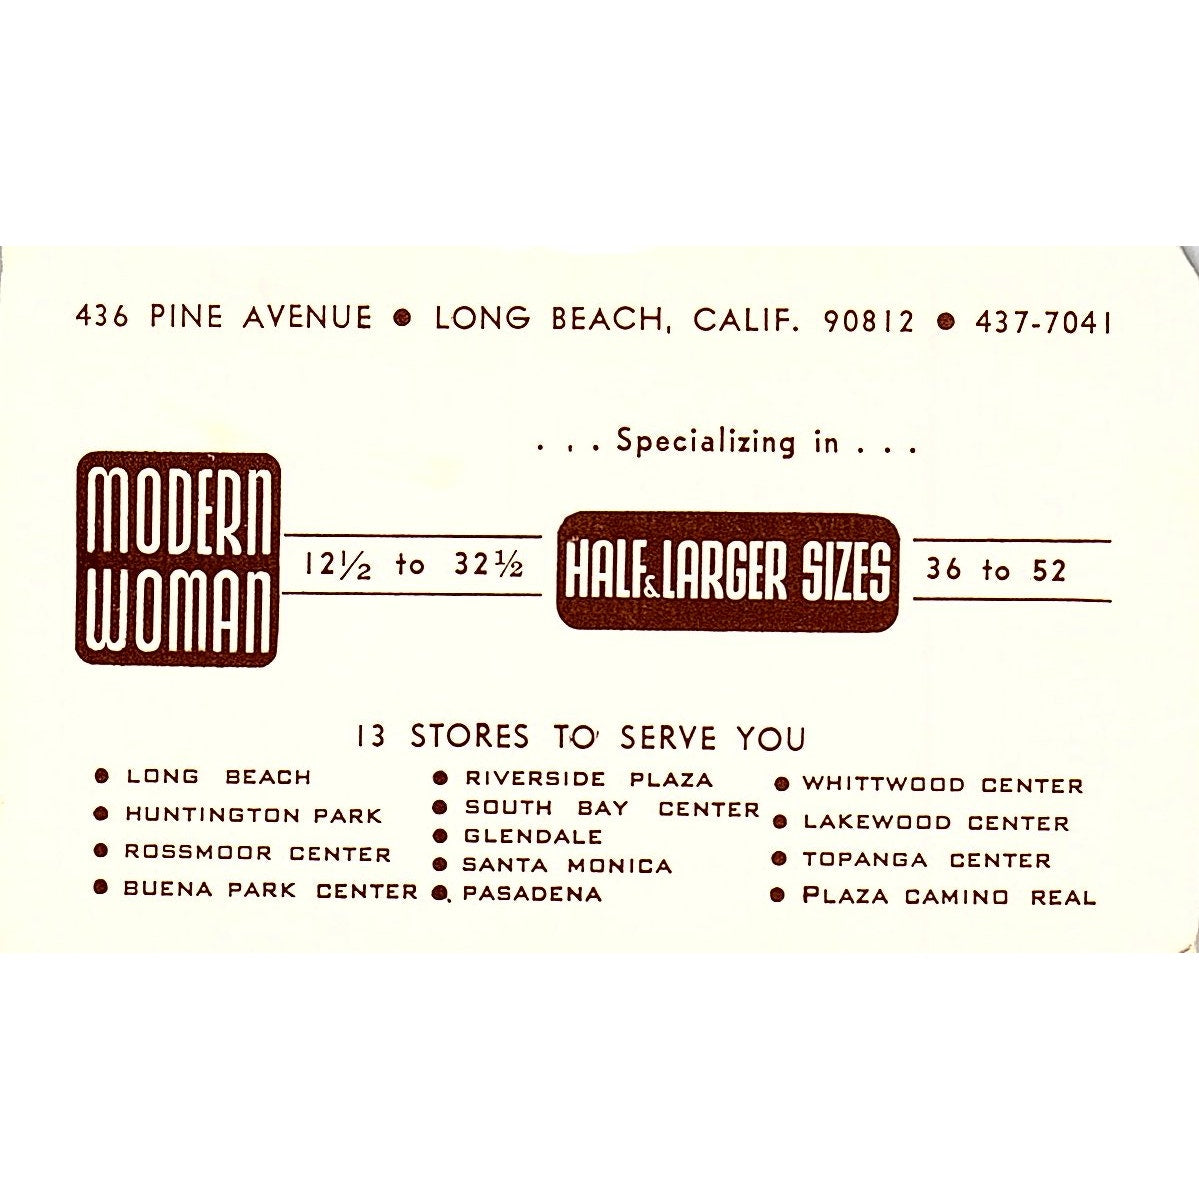 436 PINE AVENUE ● LONG BEACH, CALIF. 90812 ● 437-7041
. . . Specializing in . . .
MODERN
WOMAN
12½ to 32½
HALF & LARGER SIZES
36 to 52
13 STORES TO SERVE YOU
● LONG BEACH
● HUNTINGTON PARK
● ROSSMOOR CENTER
● BUENA PARK CENTER
● RIVERSIDE PLAZA
● SOUTH BAY CENTER
● GLENDALE
● SANTA MONICA
● PASADENA
● WHITTWOOD CENTER
● LAKEWOOD CENTER
● TOPANGA CENTER
● PLAZA CAMINO REAL